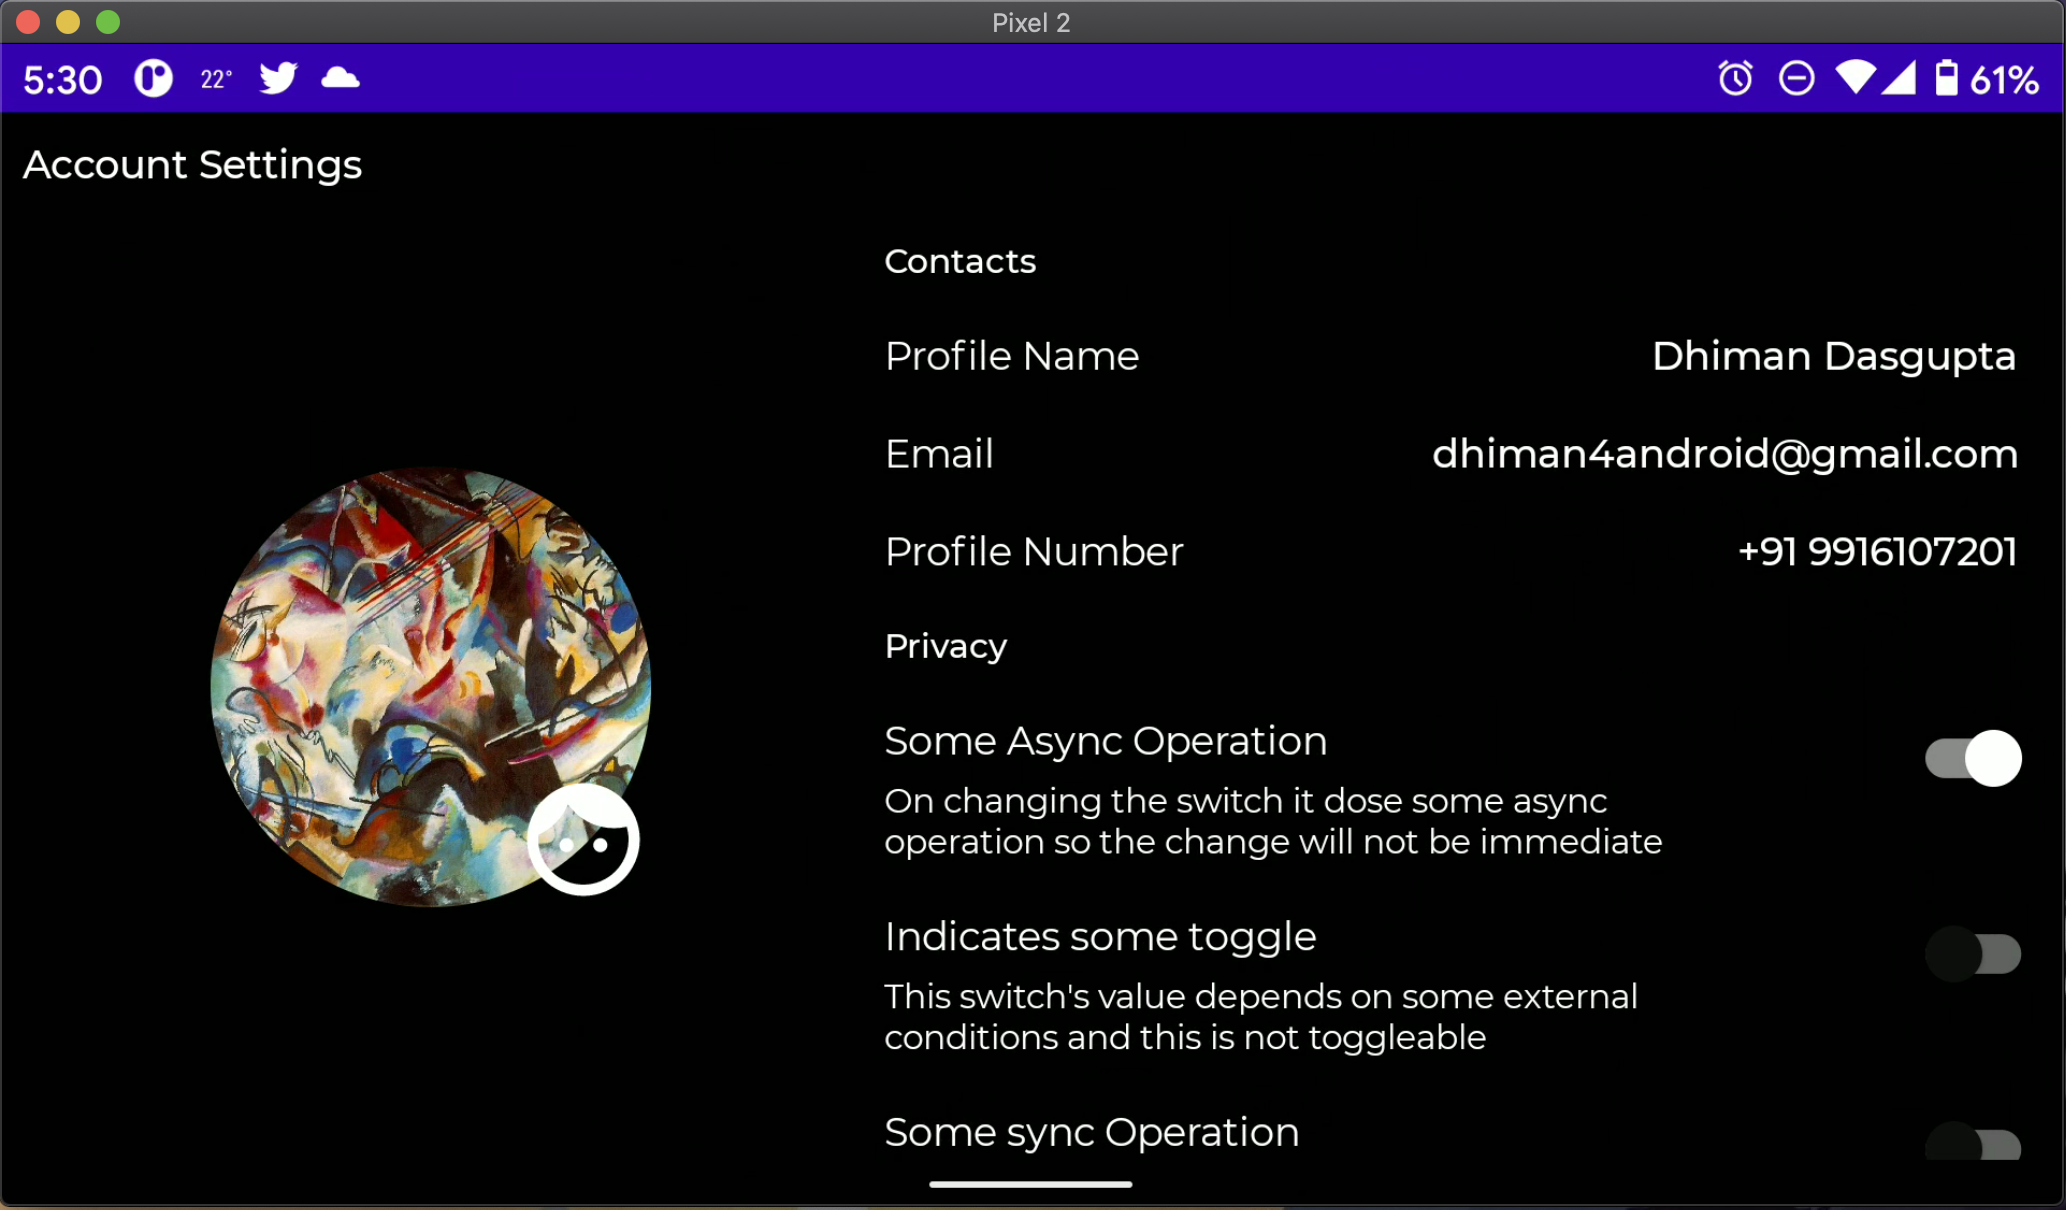 Pixel 2
5:30 22° 61%
Account Settings
Contacts
Profile Name Dhiman Dasgupta
Email dhiman4android@gmail.com
Profile Number +91 9916107201
Privacy
Some Async Operation
On changing the switch it dose some async
operation so the change will not be immediate
Indicates some toggle
This switch's value depends on some external
conditions and this is not toggleable
Some sync Operation